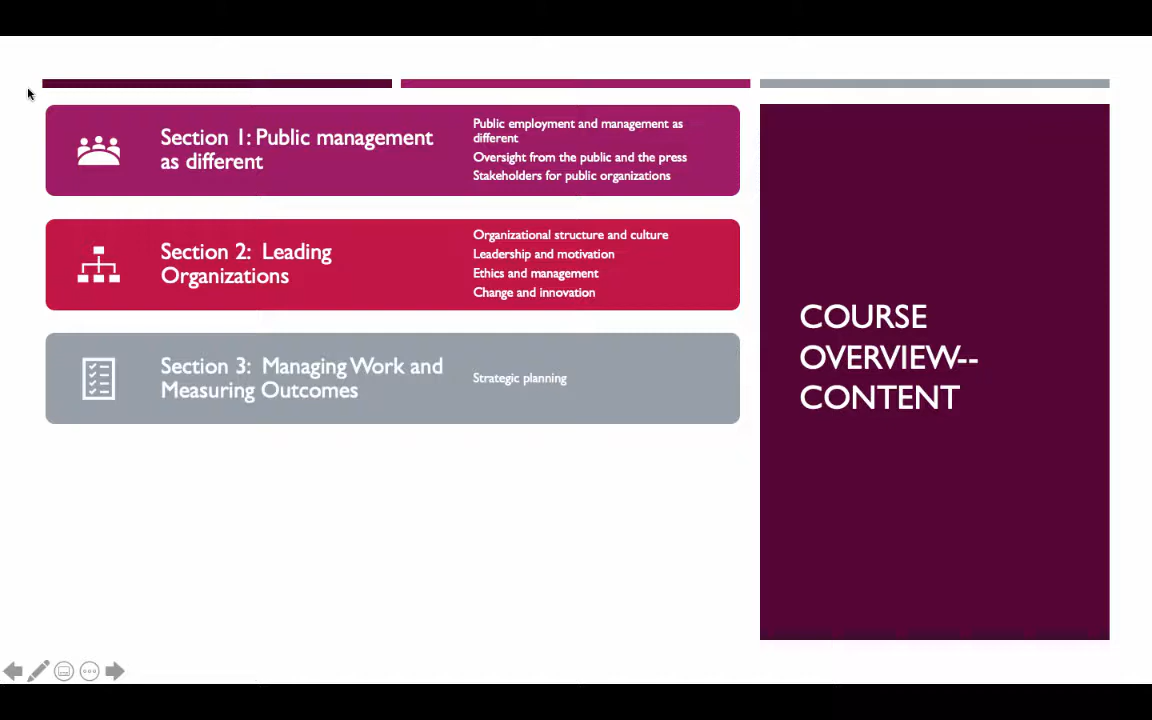 Section 1: Public management
as different
Public employment and management as
different
Oversight from the public and the press
Stakeholders for public organizations
Section 2:  Leading
Organizations
Organizational structure and culture
Leadership and motivation
Ethics and management
Change and innovation
Section 3:  Managing Work and
Measuring Outcomes
Strategic planning
COURSE
OVERVIEW--
CONTENT